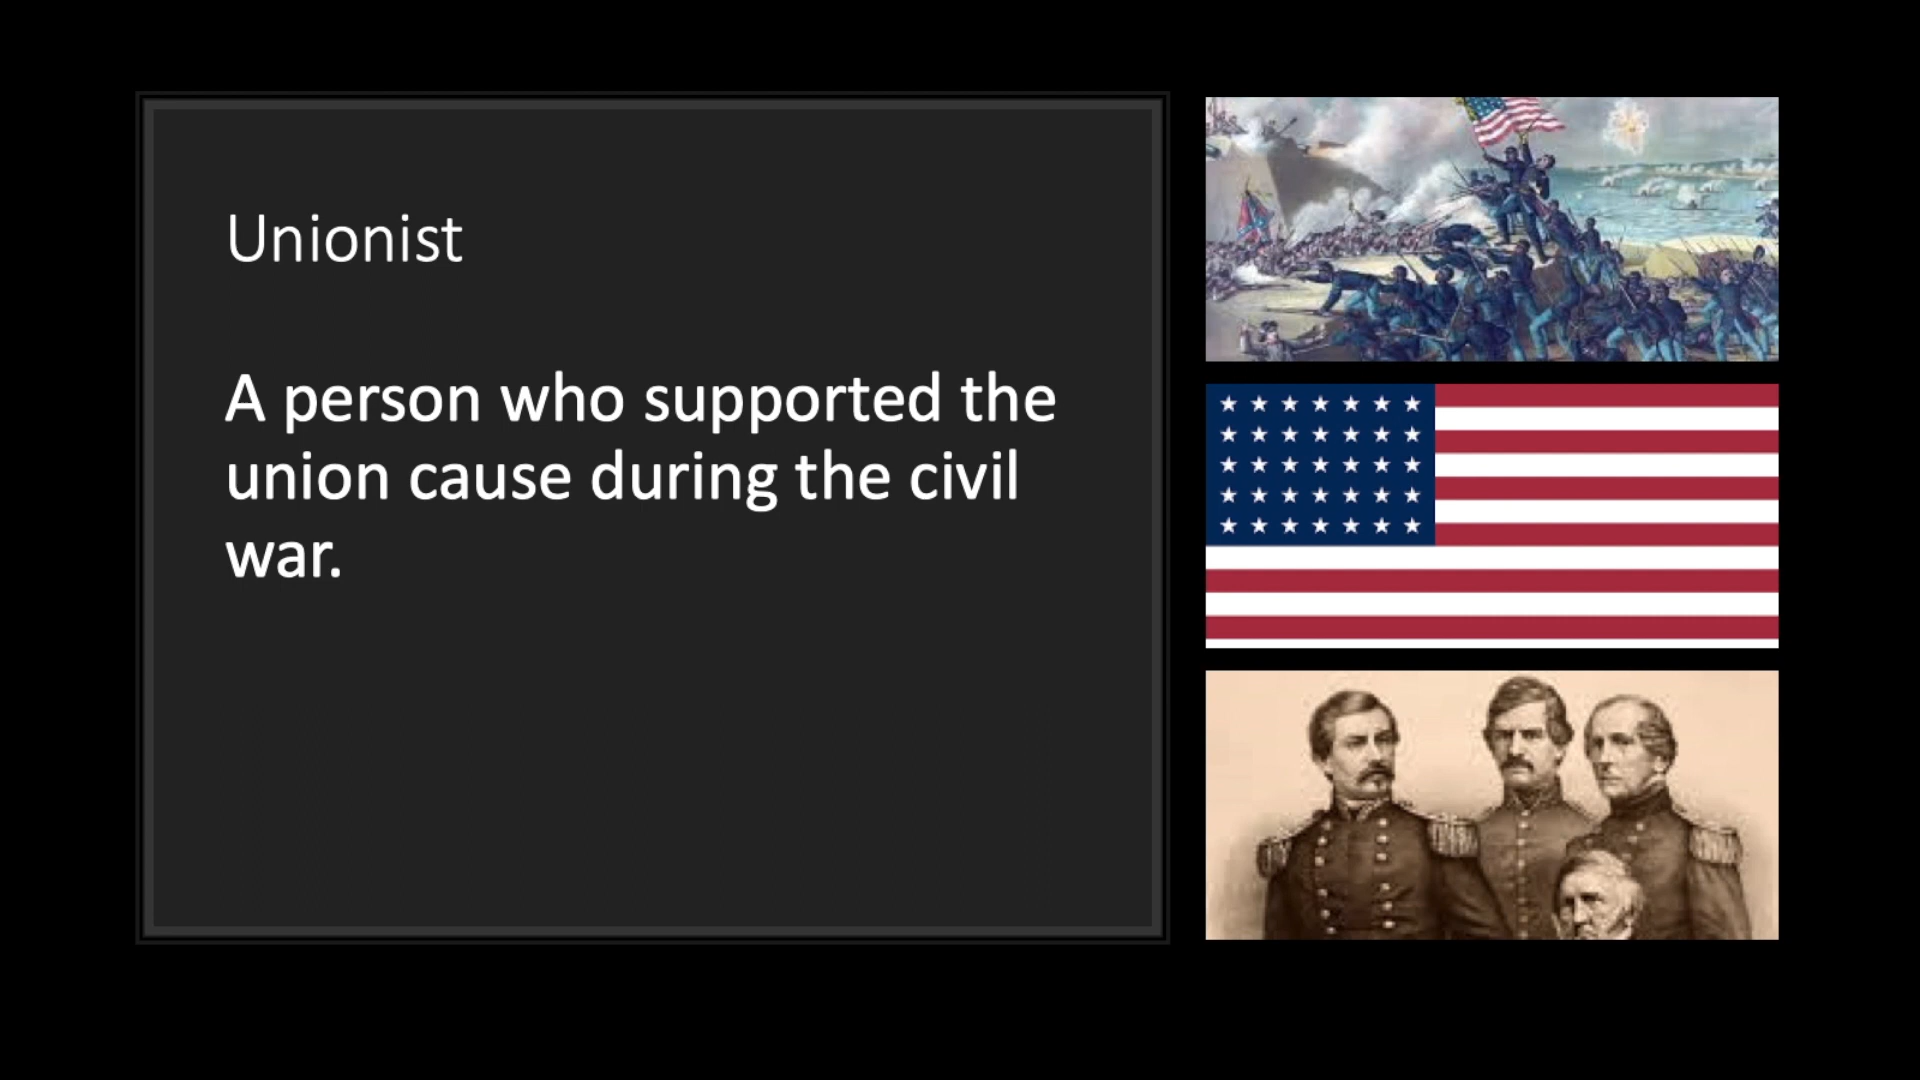 Unionist
A person who supported the
union cause during the civil
war.